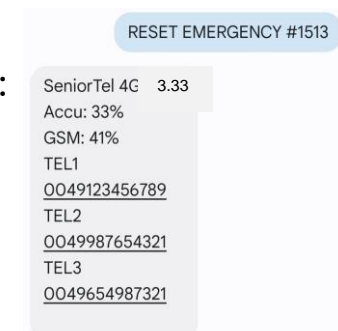 RESET EMERGENCY #1513
:
SeniorTel 4G 3.33
Accu: 33%
GSM: 41%
TEL1
0049123456789
TEL2
0049987654321
TEL3
0049654987321